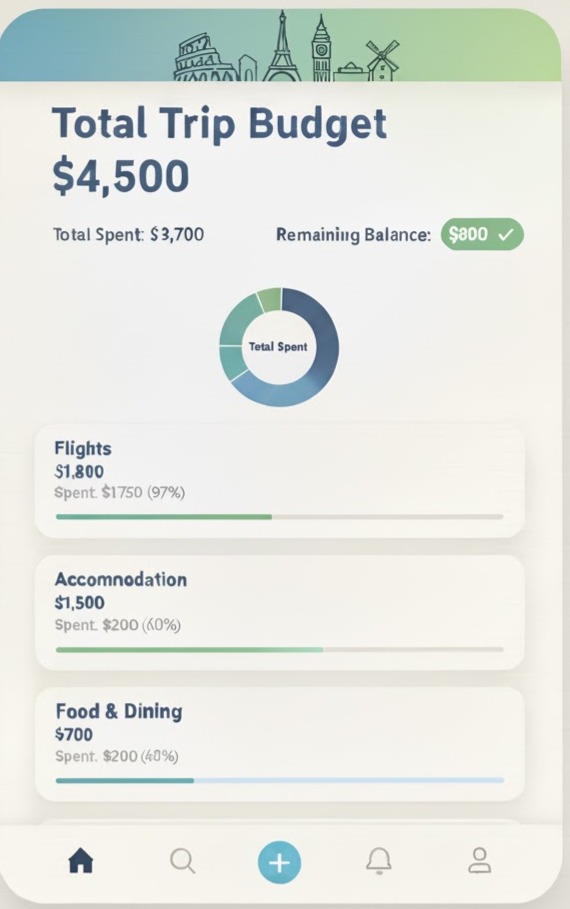 Total Trip Budget
$4,500
Total Spent: $3,700
Remaining Balance: $800
Tetal Spent
Flights
$1,800
Spent. $1750 (97%)
Accomnodation
$1,500
Spent. $200 (60%)
Food & Dining
$700
Spent. $200 (40%)